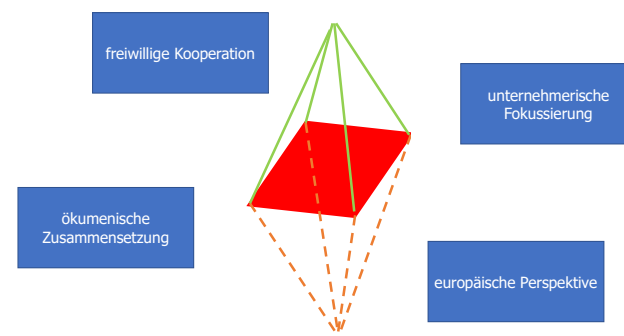 freiwillige Kooperation
unternehmerische
Fokussierung
ökumenische
Zusammensetzung
europäische Perspektive